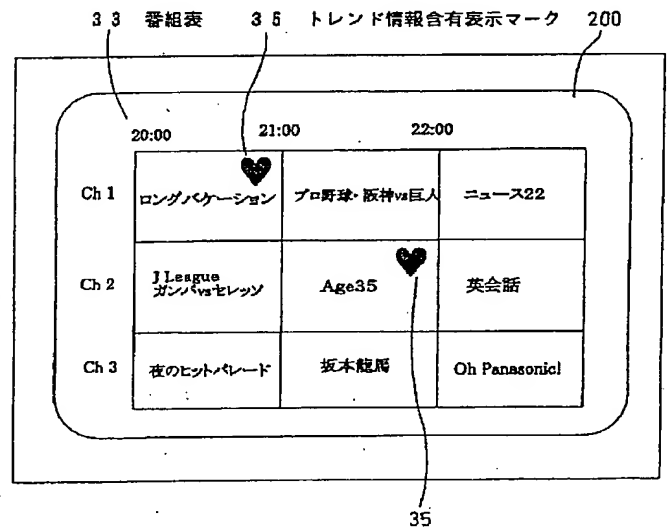 33 番組表 35 トレンド情報含有表示マーク 200
20:00 21:00 22:00
Ch 1 ロングバケーション プロ野球・阪神vs巨人 ニュース22
Ch 2 J League
ガンバvsセレッソ Age35 英会話
Ch 3 夜のヒットパレード 坂本龍馬 Oh Panasonic!
35